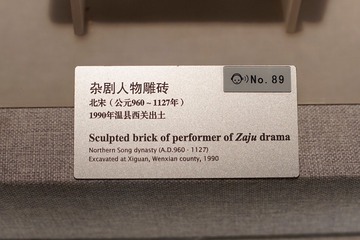 No. 89
杂剧人物雕砖
北宋（公元960～1127年）
1990年温县西关出土
Sculpted brick of performer of Zaju drama
Northern Song dynasty (A.D.960 - 1127)
Excavated at Xiguan, Wenxian county, 1990